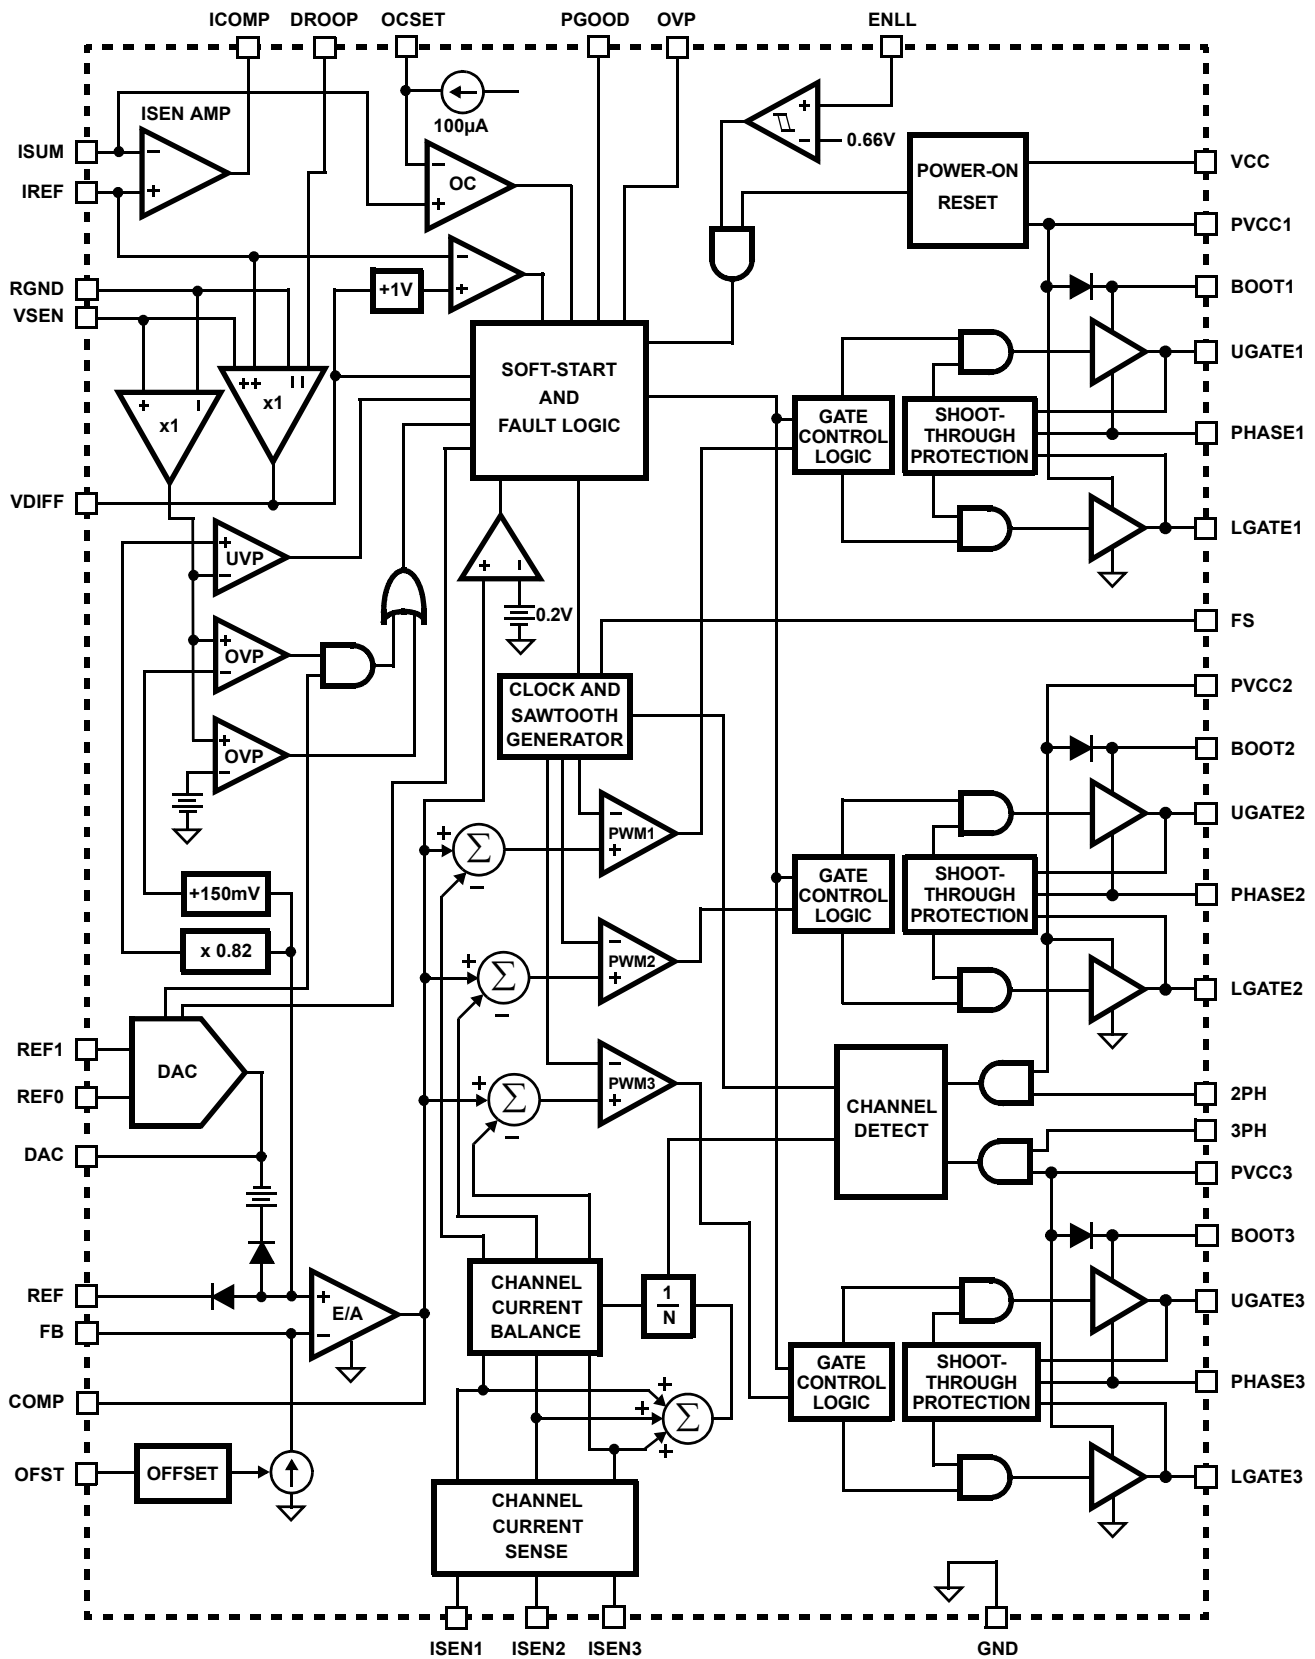 ICOMP DROOP OCSET PGOOD OVP ENLL
ISEN AMP
100µA
ISUM
IREF
RGND
VSEN
VDIFF
OC
+1V
0.66V
POWER-ON
RESET
VCC
PVCC1
BOOT1
UGATE1
PHASE1
LGATE1
x1
x1
SOFT-START
AND
FAULT LOGIC
GATE
CONTROL
LOGIC
SHOOT-
THROUGH
PROTECTION
UVP
OVP
OVP
0.2V
FS
PVCC2
BOOT2
UGATE2
PHASE2
LGATE2
CLOCK AND
SAWTOOTH
GENERATOR
PWM1
PWM2
PWM3
Σ
Σ
Σ
GATE
CONTROL
LOGIC
SHOOT-
THROUGH
PROTECTION
+150mV
x 0.82
REF1
REF0
DAC
DAC
REF
FB
COMP
OFST
E/A
OFFSET
CHANNEL
DETECT
2PH
3PH
PVCC3
BOOT3
UGATE3
PHASE3
LGATE3
CHANNEL
CURRENT
BALANCE
1
N
Σ
GATE
CONTROL
LOGIC
SHOOT-
THROUGH
PROTECTION
CHANNEL
CURRENT
SENSE
ISEN1 ISEN2 ISEN3 GND